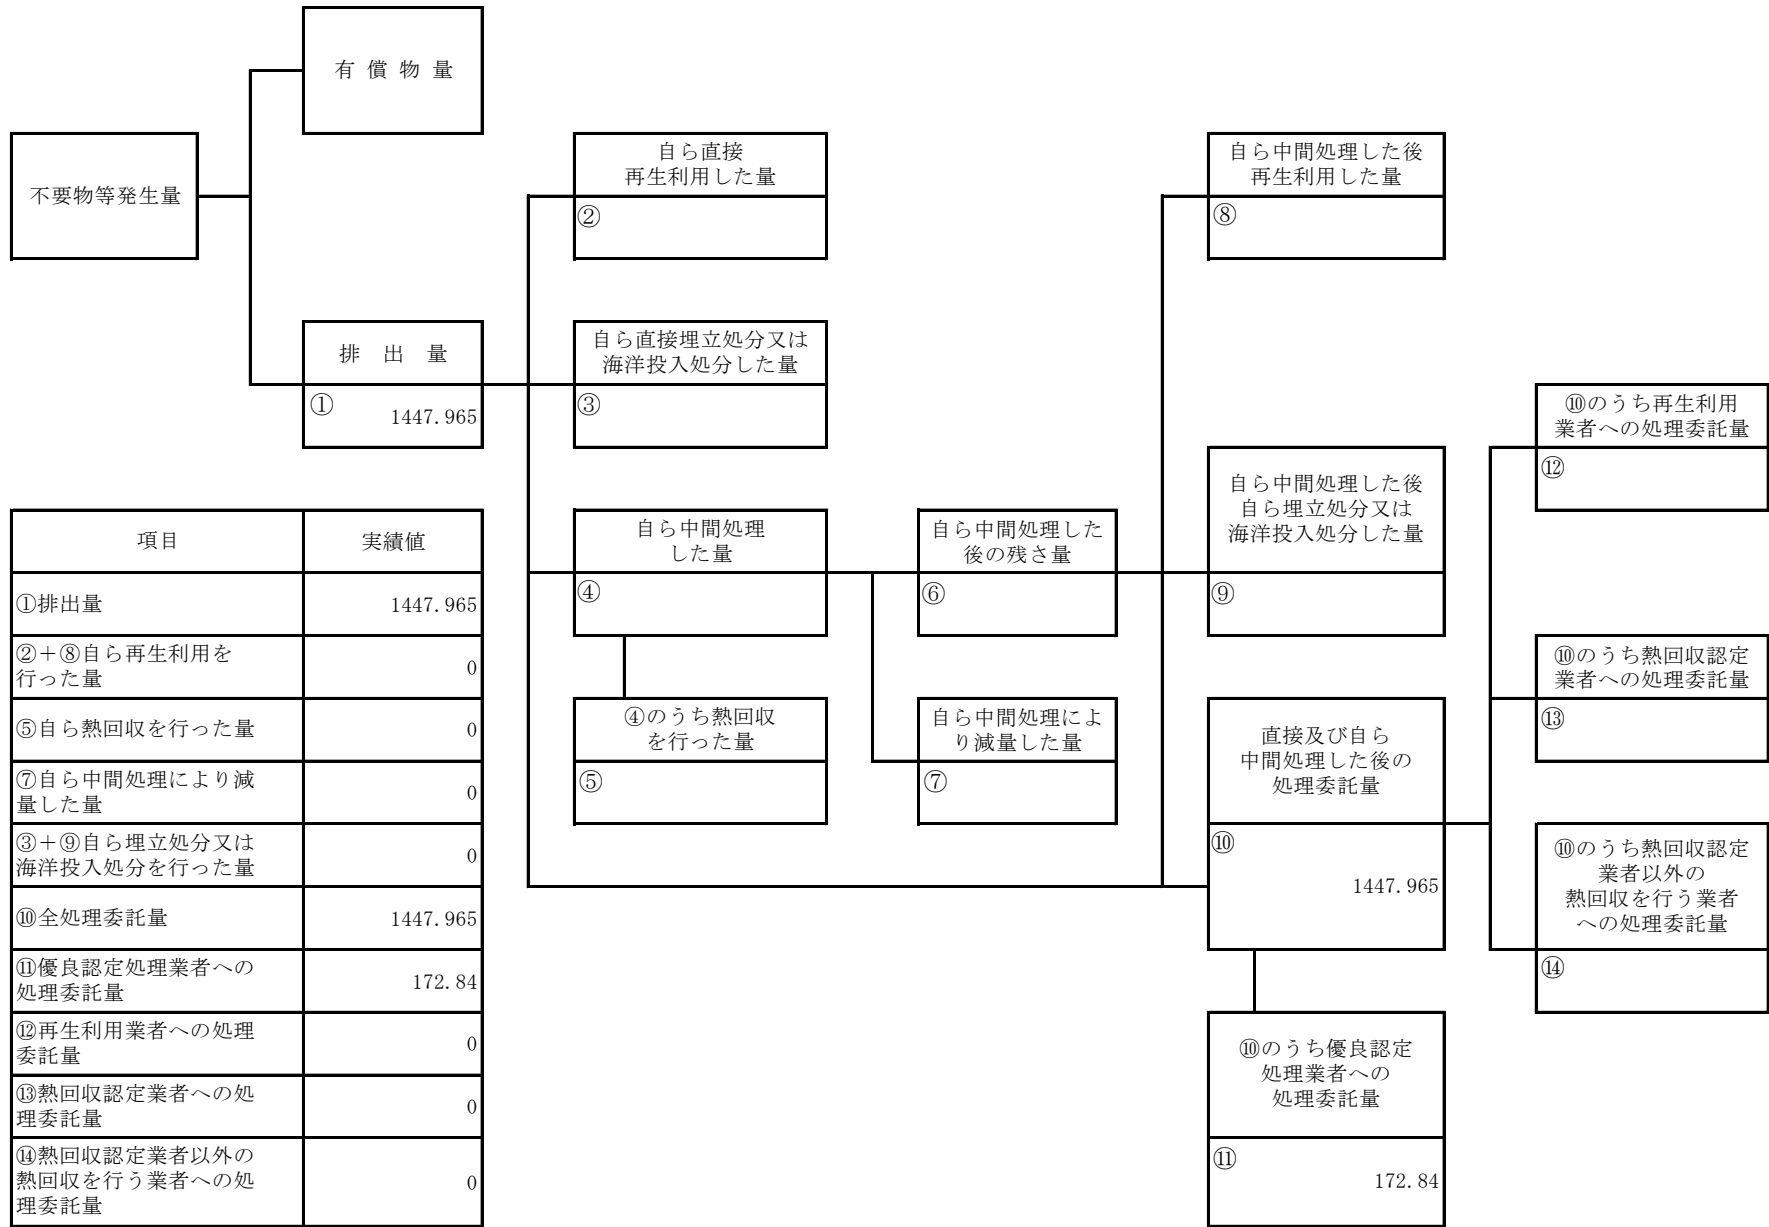 有償物量
不要物等発生量
排出量
① 1447.965
自ら直接
再生利用した量
②
自ら直接埋立処分又は
海洋投入処分した量
③
自ら中間処理
した量
④
④のうち熱回収
を行った量
⑤
自ら中間処理した
後の残さ量
⑥
自ら中間処理によ
り減量した量
⑦
自ら中間処理した後
再生利用した量
⑧
自ら中間処理した後
自ら埋立処分又は
海洋投入処分した量
⑨
直接及び自ら
中間処理した後の
処理委託量
⑩
1447.965
⑩のうち優良認定
処理業者への
処理委託量
⑪
172.84
⑩のうち再生利用
業者への処理委託量
⑫
⑩のうち熱回収認定
業者への処理委託量
⑬
⑩のうち熱回収認定
業者以外の
熱回収を行う業者
への処理委託量
⑭
項目 実績値
①排出量 1447.965
②+⑧自ら再生利用を
行った量 0
⑤自ら熱回収を行った量 0
⑦自ら中間処理により減
量した量 0
③+⑨自ら埋立処分又は
海洋投入処分を行った量 0
⑩全処理委託量 1447.965
⑪優良認定処理業者への
処理委託量 172.84
⑫再生利用業者への処理
委託量 0
⑬熱回収認定業者への処
理委託量 0
⑭熱回収認定業者以外の
熱回収を行う業者への処
理委託量 0